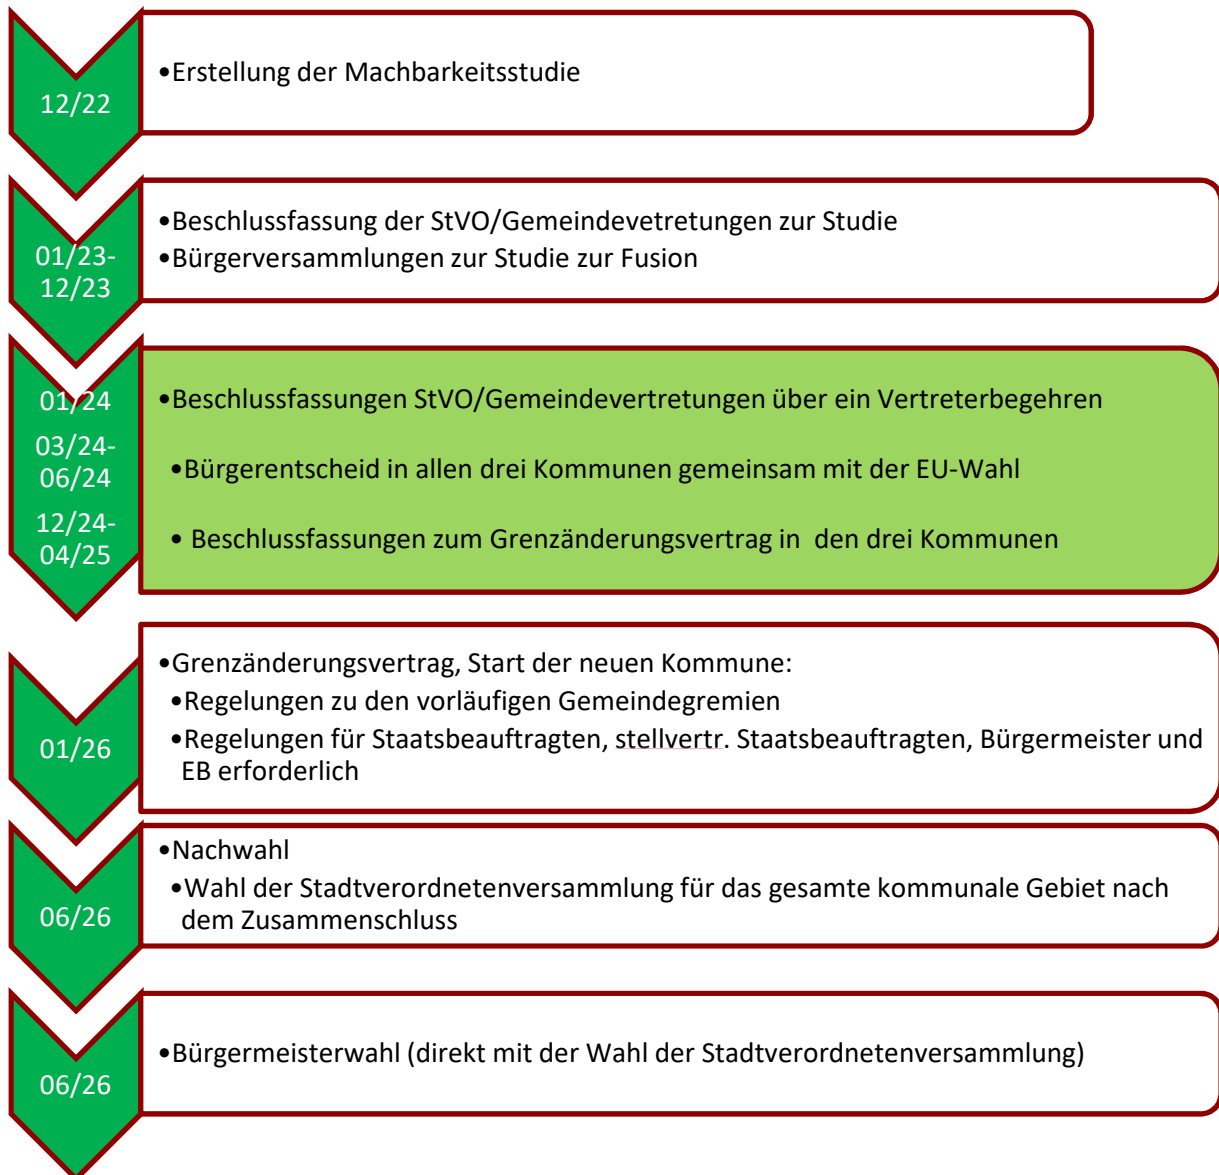 12/22
•Erstellung der Machbarkeitsstudie
01/23-
12/23
•Beschlussfassung der StVO/Gemeindevetretungen zur Studie
•Bürgerversammlungen zur Studie zur Fusion
01/24
•Beschlussfassungen StVO/Gemeindevertretungen über ein Vertreterbegehren
03/24-
06/24
•Bürgerentscheid in allen drei Kommunen gemeinsam mit der EU-Wahl
12/24-
04/25
• Beschlussfassungen zum Grenzänderungsvertrag in den drei Kommunen
01/26
•Grenzänderungsvertrag, Start der neuen Kommune:
•Regelungen zu den vorläufigen Gemeindegremien
•Regelungen für Staatsbeauftragten, stellvertr. Staatsbeauftragten, Bürgermeister und
EB erforderlich
06/26
•Nachwahl
•Wahl der Stadtverordnetenversammlung für das gesamte kommunale Gebiet nach
dem Zusammenschluss
06/26
•Bürgermeisterwahl (direkt mit der Wahl der Stadtverordnetenversammlung)